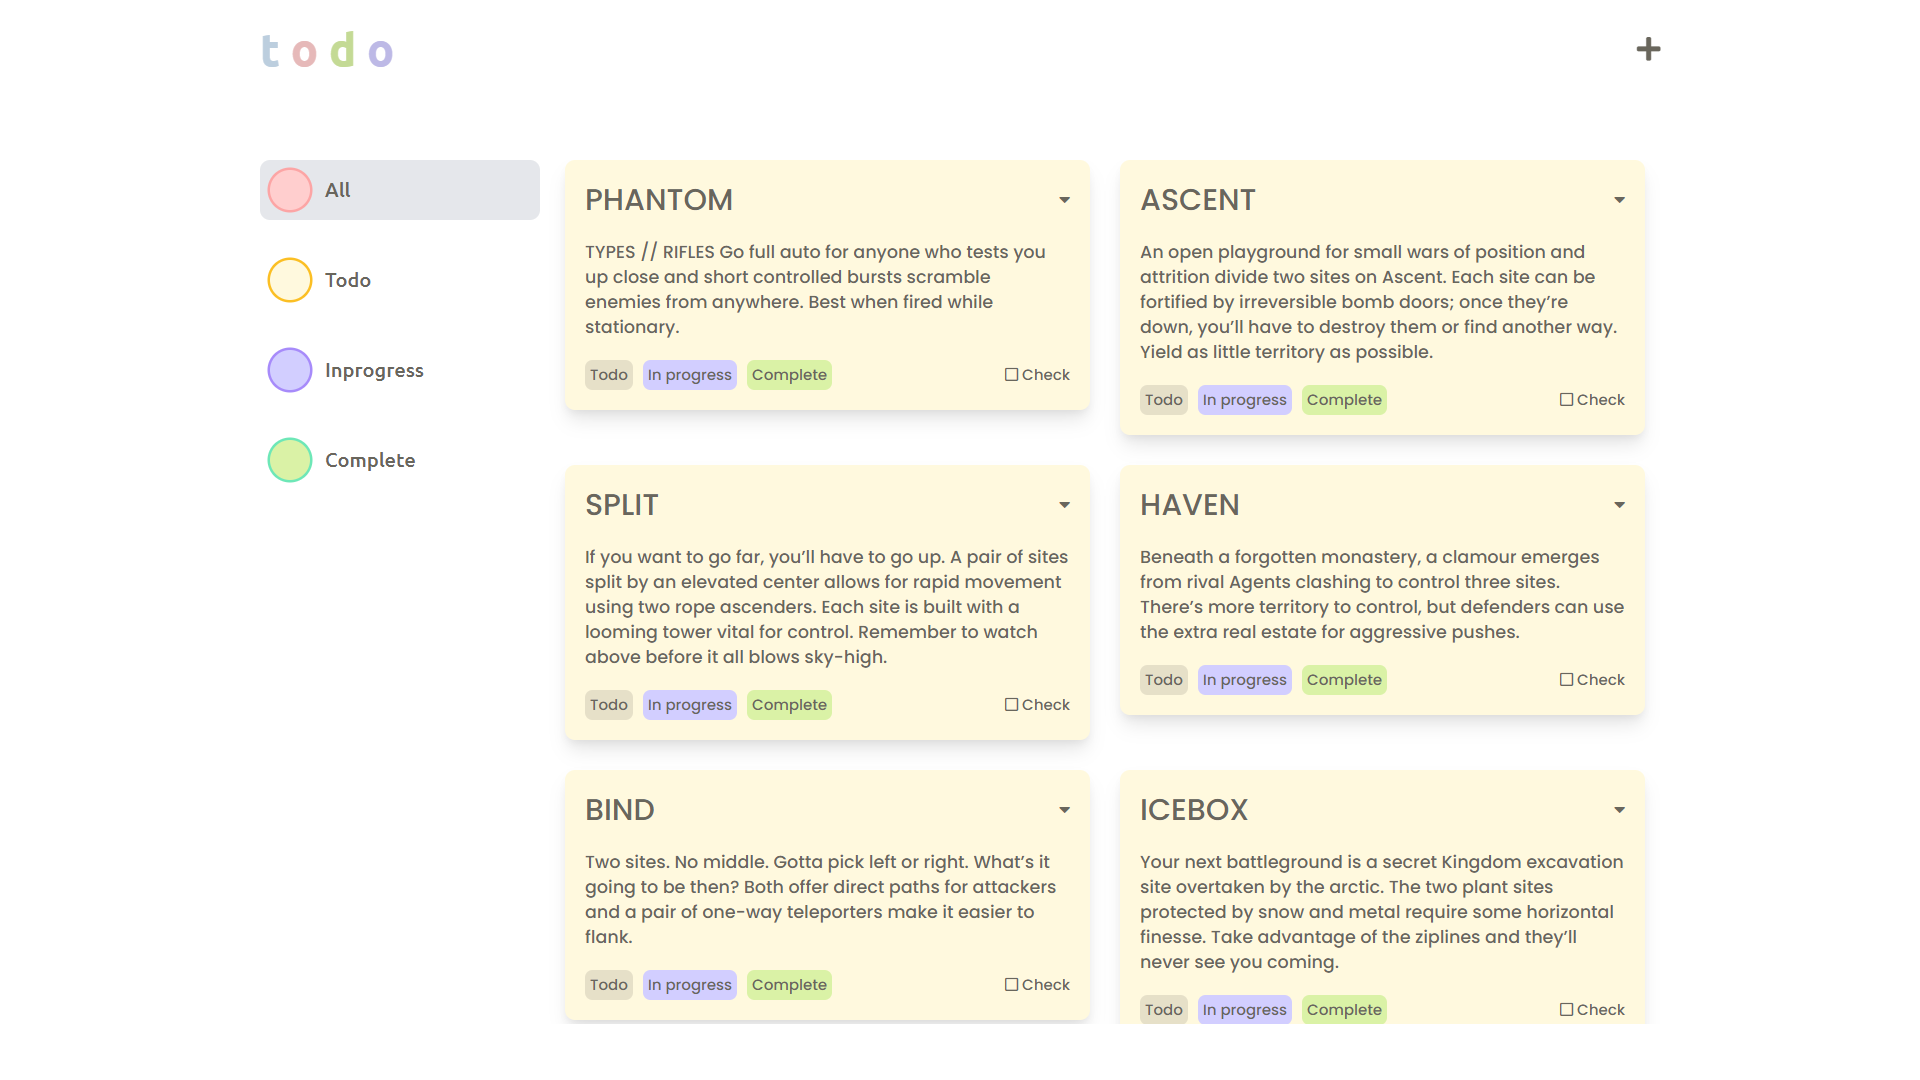 todo
All
Todo
Inprogress
Complete
PHANTOM
TYPES // RIFLES Go full auto for anyone who tests you
up close and short controlled bursts scramble
enemies from anywhere. Best when fired while
stationary.
Todo In progress Complete Check
ASCENT
An open playground for small wars of position and
attrition divide two sites on Ascent. Each site can be
fortified by irreversible bomb doors; once they’re
down, you’ll have to destroy them or find another way.
Yield as little territory as possible.
Todo In progress Complete Check
SPLIT
If you want to go far, you’ll have to go up. A pair of sites
split by an elevated center allows for rapid movement
using two rope ascenders. Each site is built with a
looming tower vital for control. Remember to watch
above before it all blows sky-high.
Todo In progress Complete Check
HAVEN
Beneath a forgotten monastery, a clamour emerges
from rival Agents clashing to control three sites.
There’s more territory to control, but defenders can use
the extra real estate for aggressive pushes.
Todo In progress Complete Check
BIND
Two sites. No middle. Gotta pick left or right. What’s it
going to be then? Both offer direct paths for attackers
and a pair of one-way teleporters make it easier to
flank.
Todo In progress Complete Check
ICEBOX
Your next battleground is a secret Kingdom excavation
site overtaken by the arctic. The two plant sites
protected by snow and metal require some horizontal
finesse. Take advantage of the ziplines and they’ll
never see you coming.
Todo In progress Complete Check